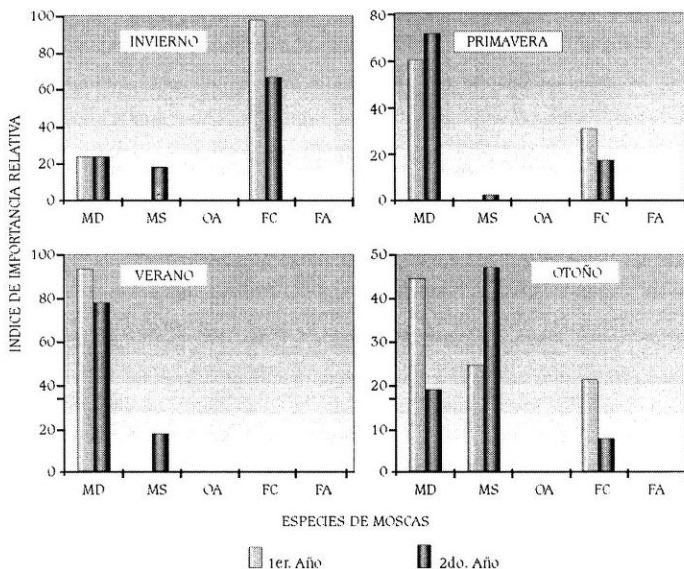 INDICE DE IMPORTANCIA RELATIVA
100
80
60
40
20
0
INVIERNO
MD MS OA FC FA
80
60
40
20
0
PRIMAVERA
MD MS OA FC FA
100
80
60
40
20
0
VERANO
MD MS OA FC FA
50
40
30
20
10
0
OTOÑO
MD MS OA FC FA
ESPECIES DE MOSCAS
1er. Año 2do. Año